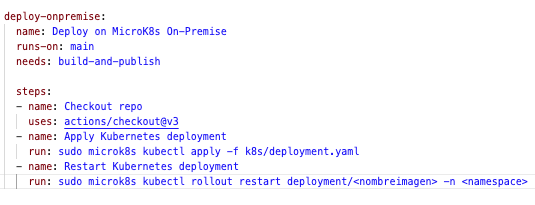 deploy-onpremise:
name: Deploy on MicroK8s On-Premise
runs-on: main
needs: build-and-publish
steps:
- name: Checkout repo
uses: actions/checkout@v3
- name: Apply Kubernetes deployment
run: sudo microk8s kubectl apply -f k8s/deployment.yaml
- name: Restart Kubernetes deployment
run: sudo microk8s kubectl rollout restart deployment/<nombreimagen> -n <namespace>